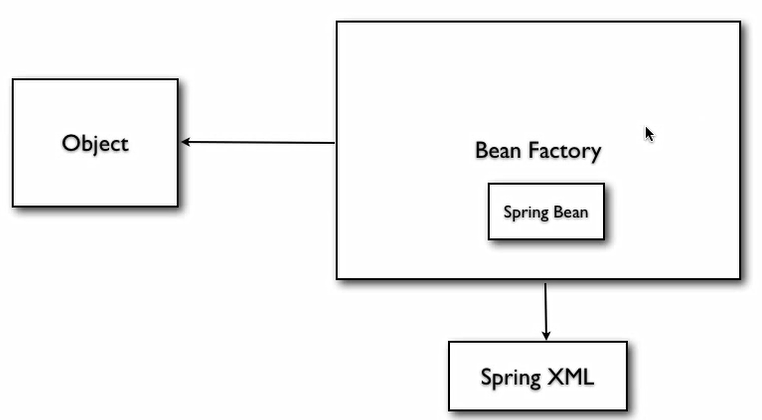 Object
Bean Factory
Spring Bean
Spring XML